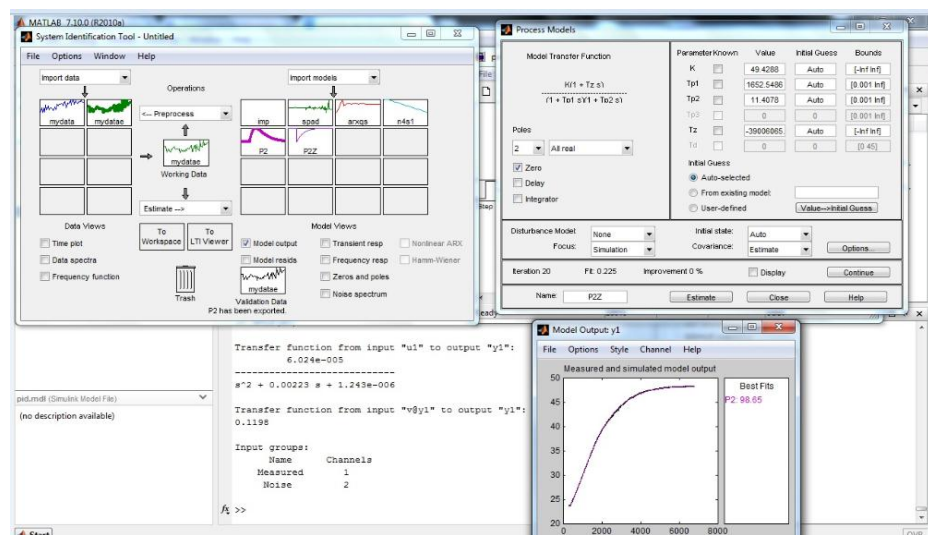 MATLAB 7.10.0 (R2010a)
System Identification Tool - Untitled
File Options Window Help
Import data
Import models
Operations
mydata
mydatae
<-- Preprocess
imp
spad
arxqs
n4s1
mydatae
Working Data
P2
P2Z
Estimate -->
Data Views
To Workspace
To LTI Viewer
Model Views
Time plot
Data spectra
Frequency function
Model output
Model resids
Transient resp
Frequency resp
Zeros and poles
Noise spectrum
Nonlinear ARX
Hamm-Wiener
Trash
mydatae
Validation Data
P2 has been exported.
Process Models
Model Transfer Function
K(1 + Tz s)
(1 + Tp1 s)(1 + Tp2 s)
Poles
2 All real
Zero
Delay
Integrator
Parameter Known Value Initial Guess Bounds
K 49.4288 Auto [-Inf Inf]
Tp1 1652.5486 Auto [0.001 Inf]
Tp2 11.4078 Auto [0.001 Inf]
Tp3 0 0 [0.001 Inf]
Tz -39006065. Auto [-Inf Inf]
Td 0 0 [0 45]
Initial Guess
Auto-selected
From existing model:
User-defined
Value-->Initial Guess
Disturbance Model: None
Initial state: Auto
Focus: Simulation
Covariance: Estimate
Options...
Iteration 20 Fit: 0.225 Improvement 0 %
Display
Continue
Name: P2Z
Estimate
Close
Help
Transfer function from input "u1" to output "y1":
6.024e-005
----------------------------
s^2 + 0.00223 s + 1.243e-006
Transfer function from input "v@y1" to output "y1":
0.1198
Input groups:
Name Channels
Measured 1
Noise 2
fx >>
pid.mdl (Simulink Model File)
(no description available)
Start
OVR
Model Output: y1
File Options Style Channel Help
Measured and simulated model output
50
45
40
35
30
25
20
0 2000 4000 6000 8000
Best Fits
P2: 98.65